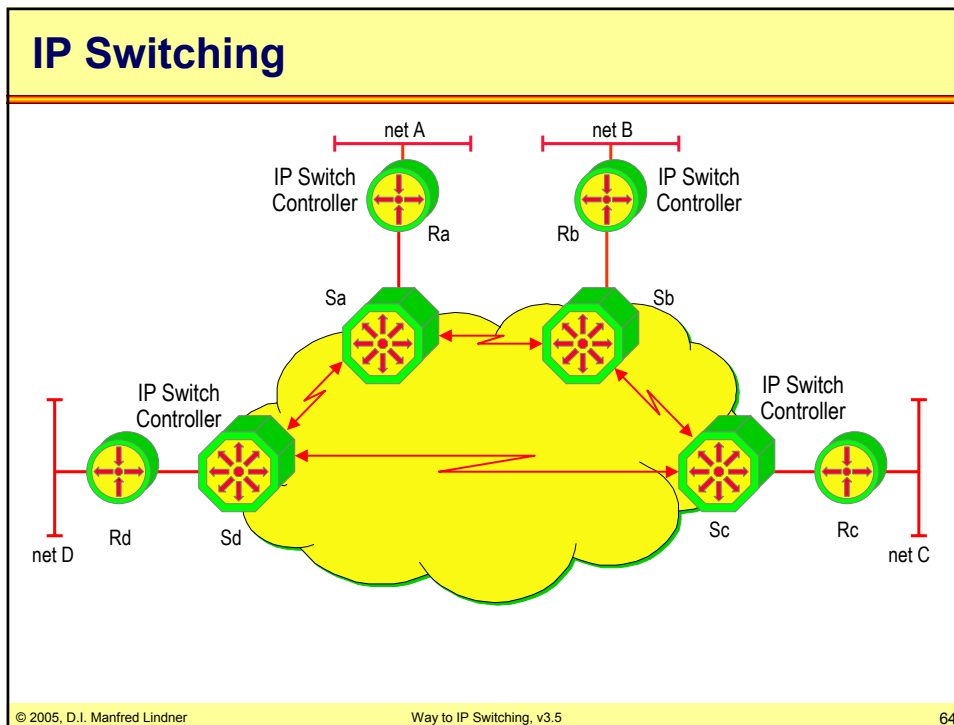 IP Switching
net A
net B
IP Switch
Controller
IP Switch
Controller
Ra
Rb
Sa
Sb
IP Switch
Controller
IP Switch
Controller
net D
Rd
Sd
Sc
Rc
net C
© 2005, D.I. Manfred Lindner
Way to IP Switching, v3.5
64